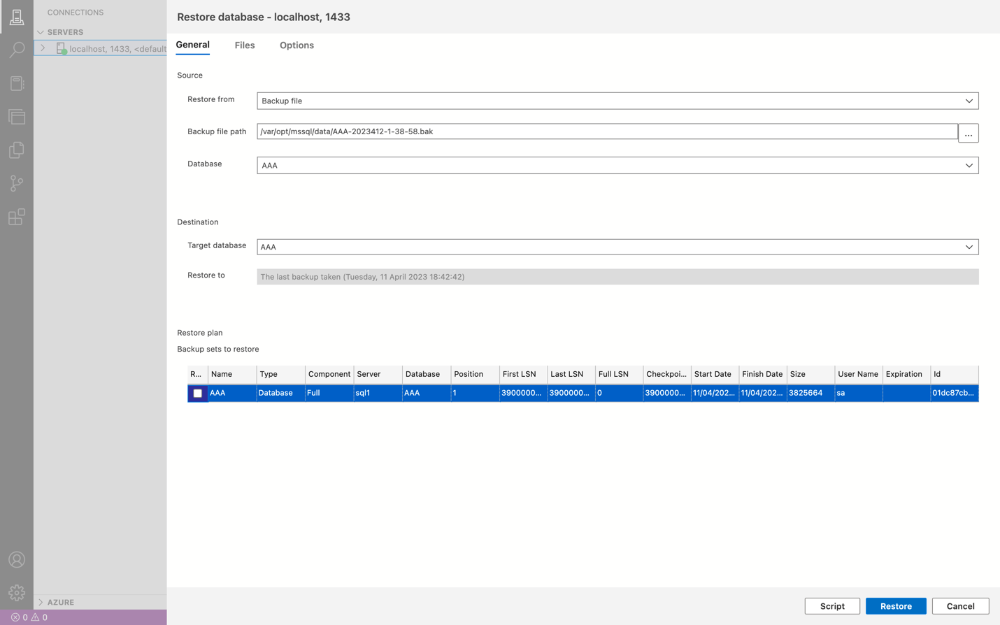 CONNECTIONS
SERVERS
localhost, 1433, <default
AZURE
0 0
Restore database - localhost, 1433
General Files Options
Source
Restore from Backup file
Backup file path /var/opt/mssql/data/AAA-2023412-1-38-58.bak ...
Database AAA
Destination
Target database AAA
Restore to The last backup taken (Tuesday, 11 April 2023 18:42:42)
Restore plan
Backup sets to restore
R... Name Type Component Server Database Position First LSN Last LSN Full LSN Checkpoi... Start Date Finish Date Size User Name Expiration Id
AAA Database Full sql1 AAA 1 3900000... 3900000... 0 3900000... 11/04/202... 11/04/202... 3825664 sa 01dc87cb...
Script Restore Cancel